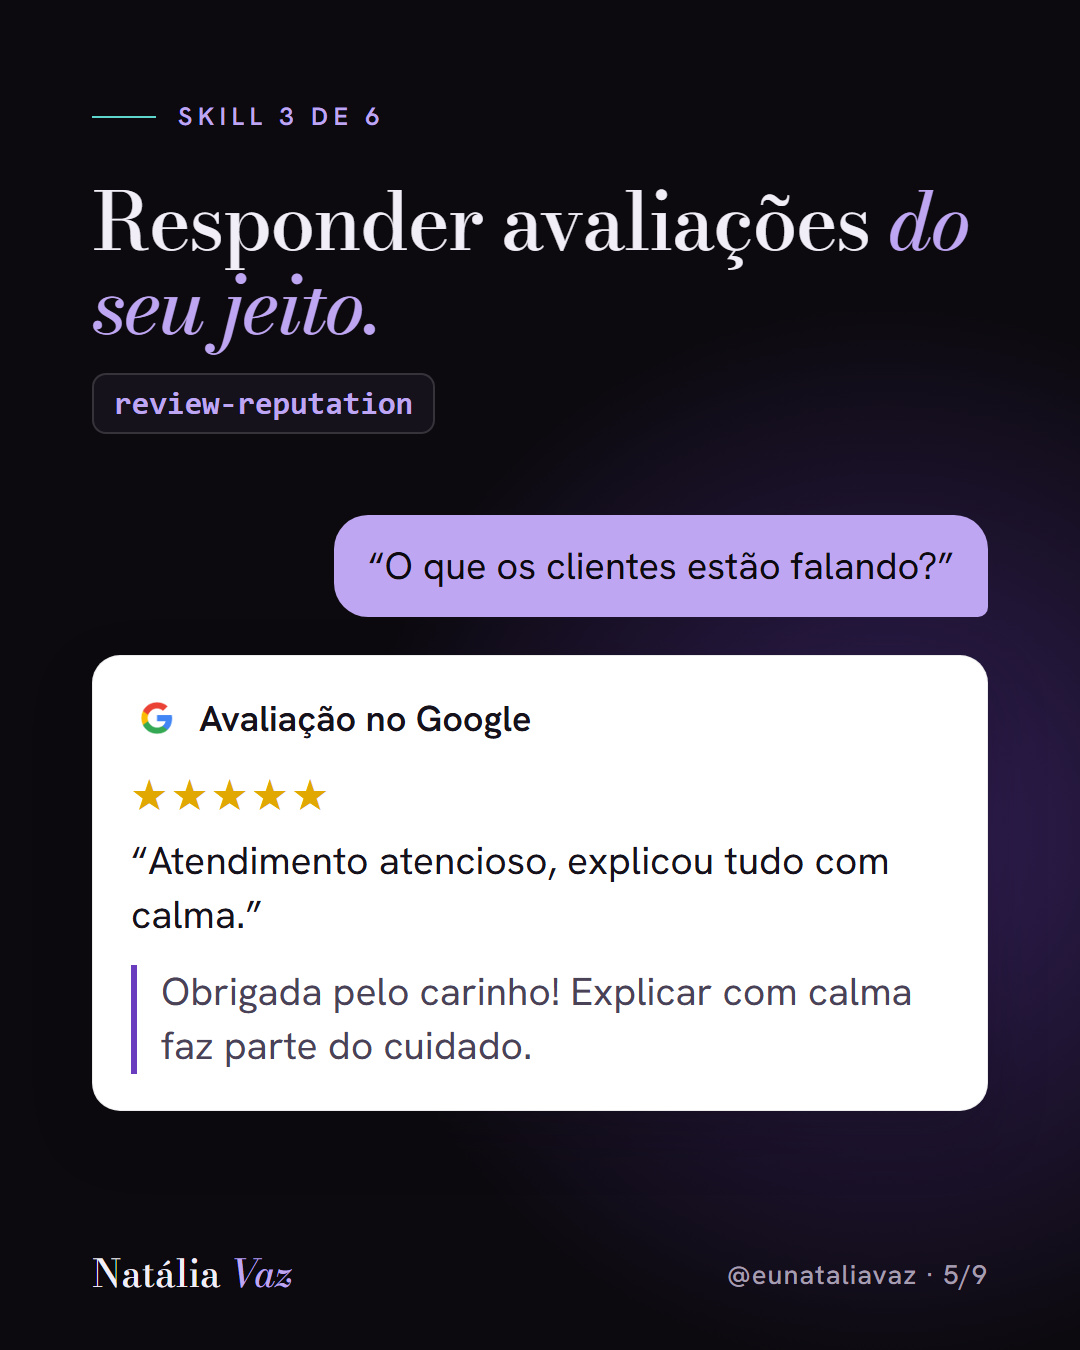 SKILL 3 DE 6
Responder avaliações do
seu jeito.
review-reputation
“O que os clientes estão falando?”
Avaliação no Google
★★★★★
“Atendimento atencioso, explicou tudo com
calma.”
Obrigada pelo carinho! Explicar com calma
faz parte do cuidado.
Natália Vaz
@eunataliavaz · 5/9